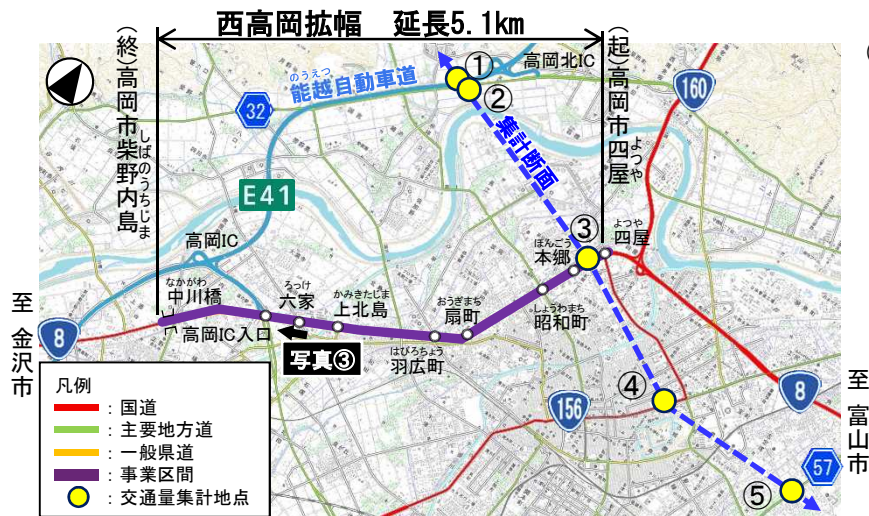 西高岡拡幅 延長5.1km
(終)高岡市柴野内島
しばのうちじま
(起)高岡市四屋
よつや
のうえつ
能越自動車道
①
②
高岡北IC
160
32
集計断面
E41
高岡IC
③
ほんごう
本郷
よつや
四屋
なかがわ
中川橋
ろっけ
六家
かみきたじま
上北島
おうぎまち
扇町
しょうわまち
昭和町
高岡IC入口
写真③
はびろちょう
羽広町
至 金沢市
8
156
④
8
至 富山市
57
⑤
凡例
:国道
:主要地方道
:一般県道
:事業区間
:交通量集計地点